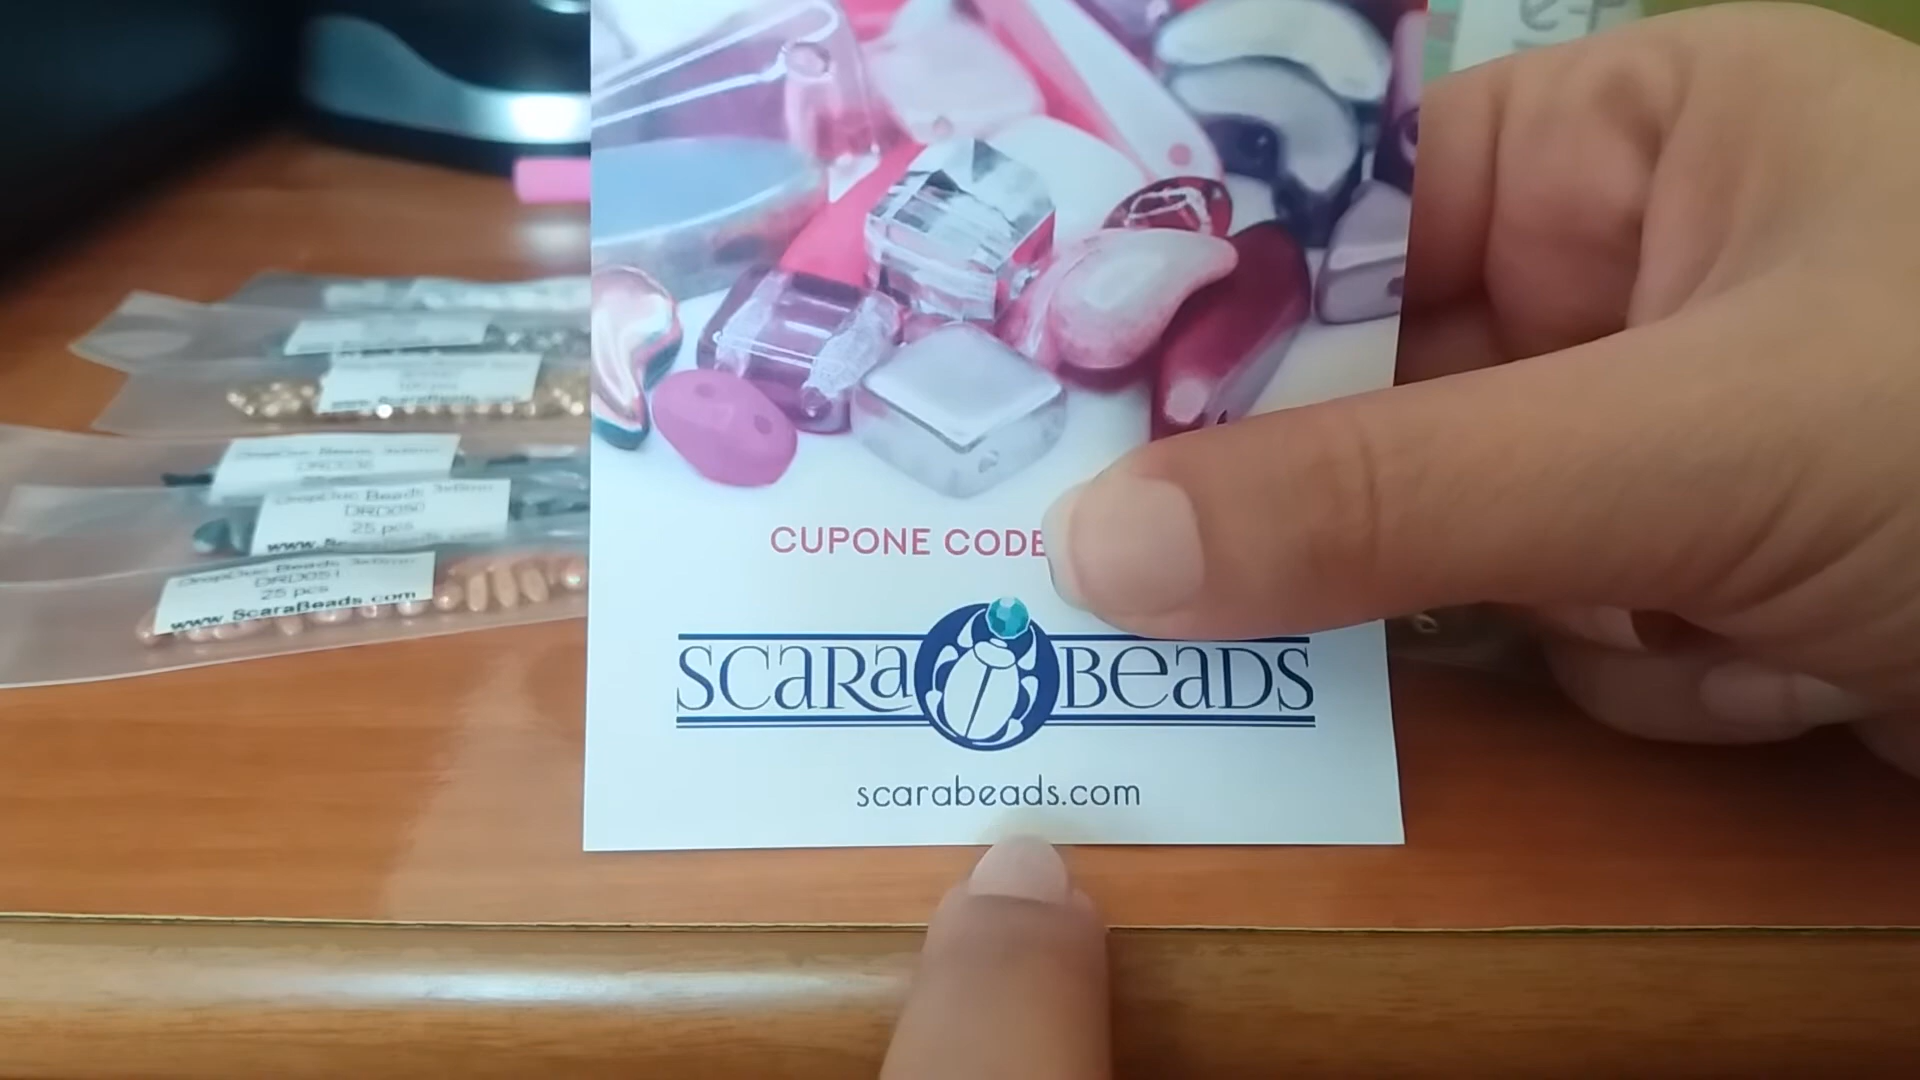 CUPONE CODE
SCARA BEADS
scarabeads.com
www.ScaraBeads.com
DropDuo Beads 3x6mm
DRD050
25 pcs
DropDuo Beads 3x6mm
DRD051
25 pcs
www.ScaraBeads.com